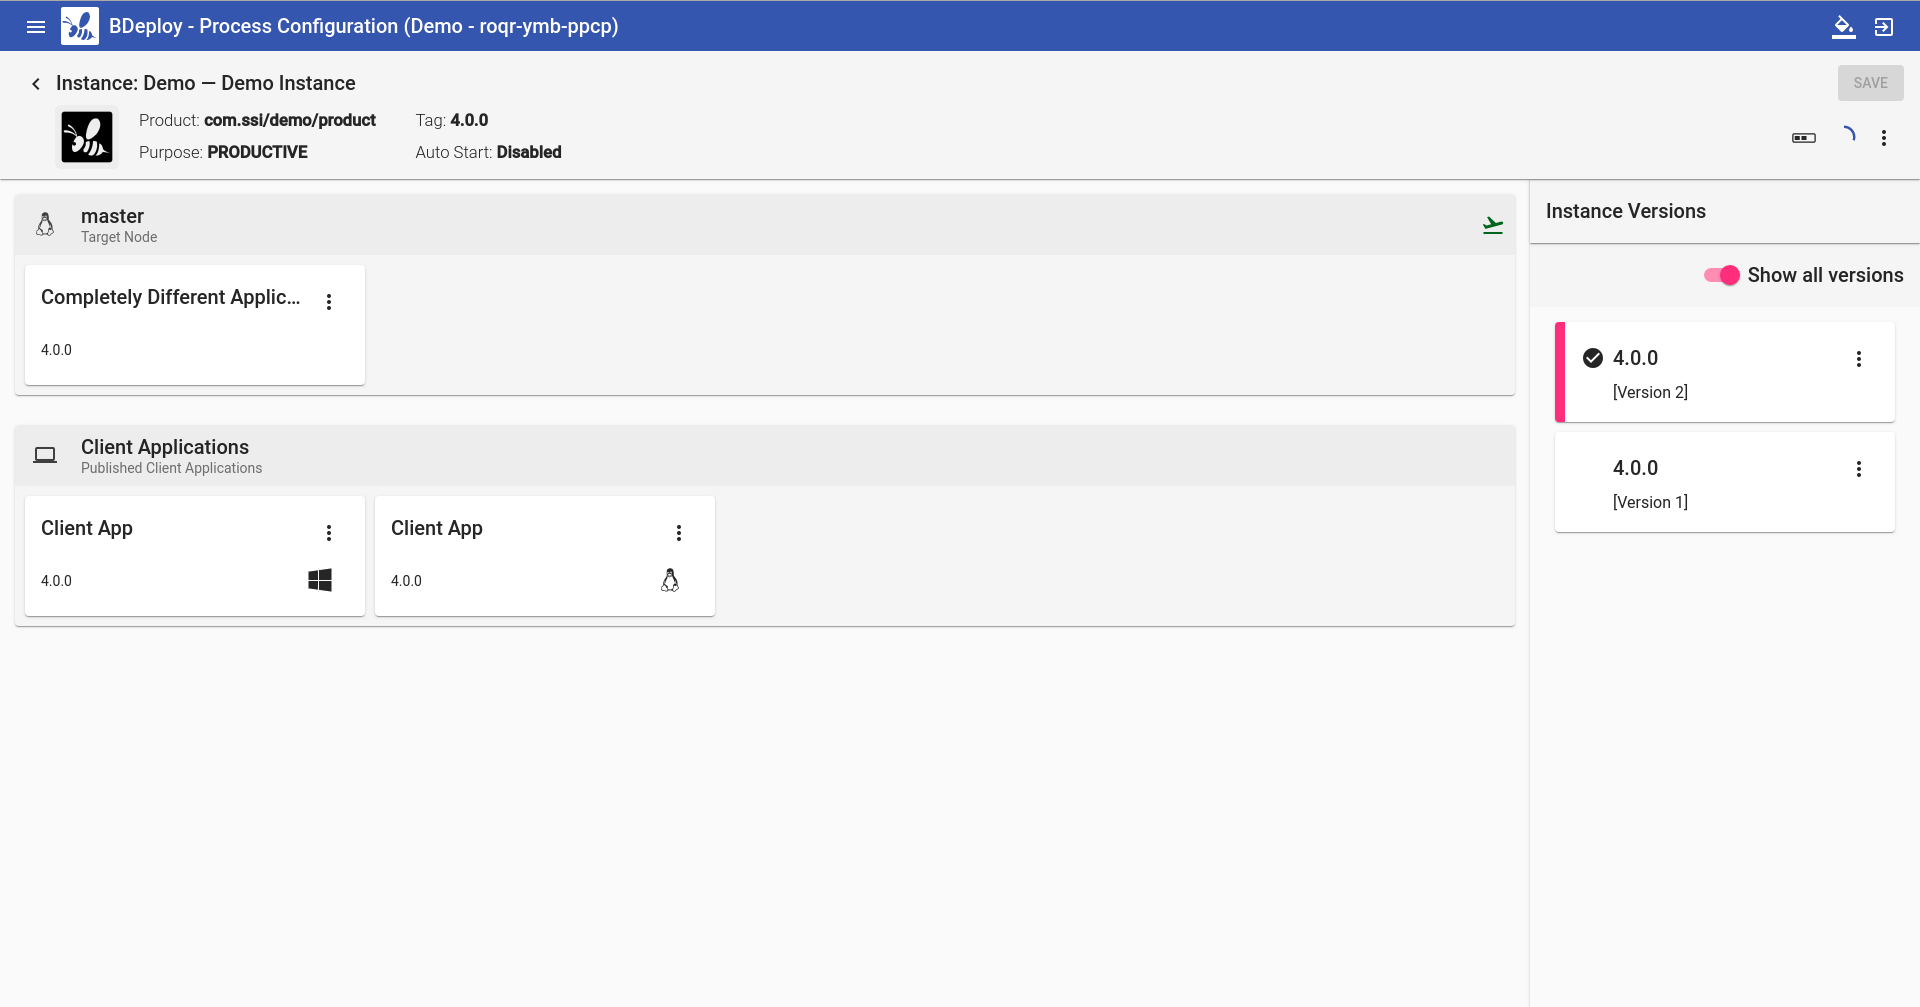 BDeploy - Process Configuration (Demo - roqr-ymb-ppcp)
Instance: Demo — Demo Instance
SAVE
Product: com.ssi/demo/product
Tag: 4.0.0
Purpose: PRODUCTIVE
Auto Start: Disabled
master
Target Node
Completely Different Applic...
4.0.0
Client Applications
Published Client Applications
Client App
4.0.0
Client App
4.0.0
Instance Versions
Show all versions
4.0.0
[Version 2]
4.0.0
[Version 1]